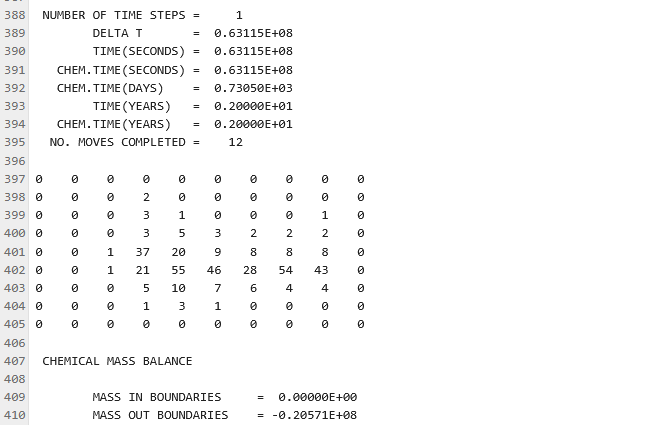 388 NUMBER OF TIME STEPS = 1
389 DELTA T = 0.63115E+08
390 TIME(SECONDS) = 0.63115E+08
391 CHEM.TIME(SECONDS) = 0.63115E+08
392 CHEM.TIME(DAYS) = 0.73050E+03
393 TIME(YEARS) = 0.20000E+01
394 CHEM.TIME(YEARS) = 0.20000E+01
395 NO. MOVES COMPLETED = 12
396
397 0 0 0 0 0 0 0 0 0 0
398 0 0 0 2 0 0 0 0 0 0
399 0 0 0 3 1 0 0 0 1 0
400 0 0 0 3 5 3 2 2 2 0
401 0 0 1 37 20 9 8 8 8 0
402 0 0 1 21 55 46 28 54 43 0
403 0 0 0 5 10 7 6 4 4 0
404 0 0 0 1 3 1 0 0 0 0
405 0 0 0 0 0 0 0 0 0 0
406
407 CHEMICAL MASS BALANCE
408
409 MASS IN BOUNDARIES = 0.00000E+00
410 MASS OUT BOUNDARIES = -0.20571E+08